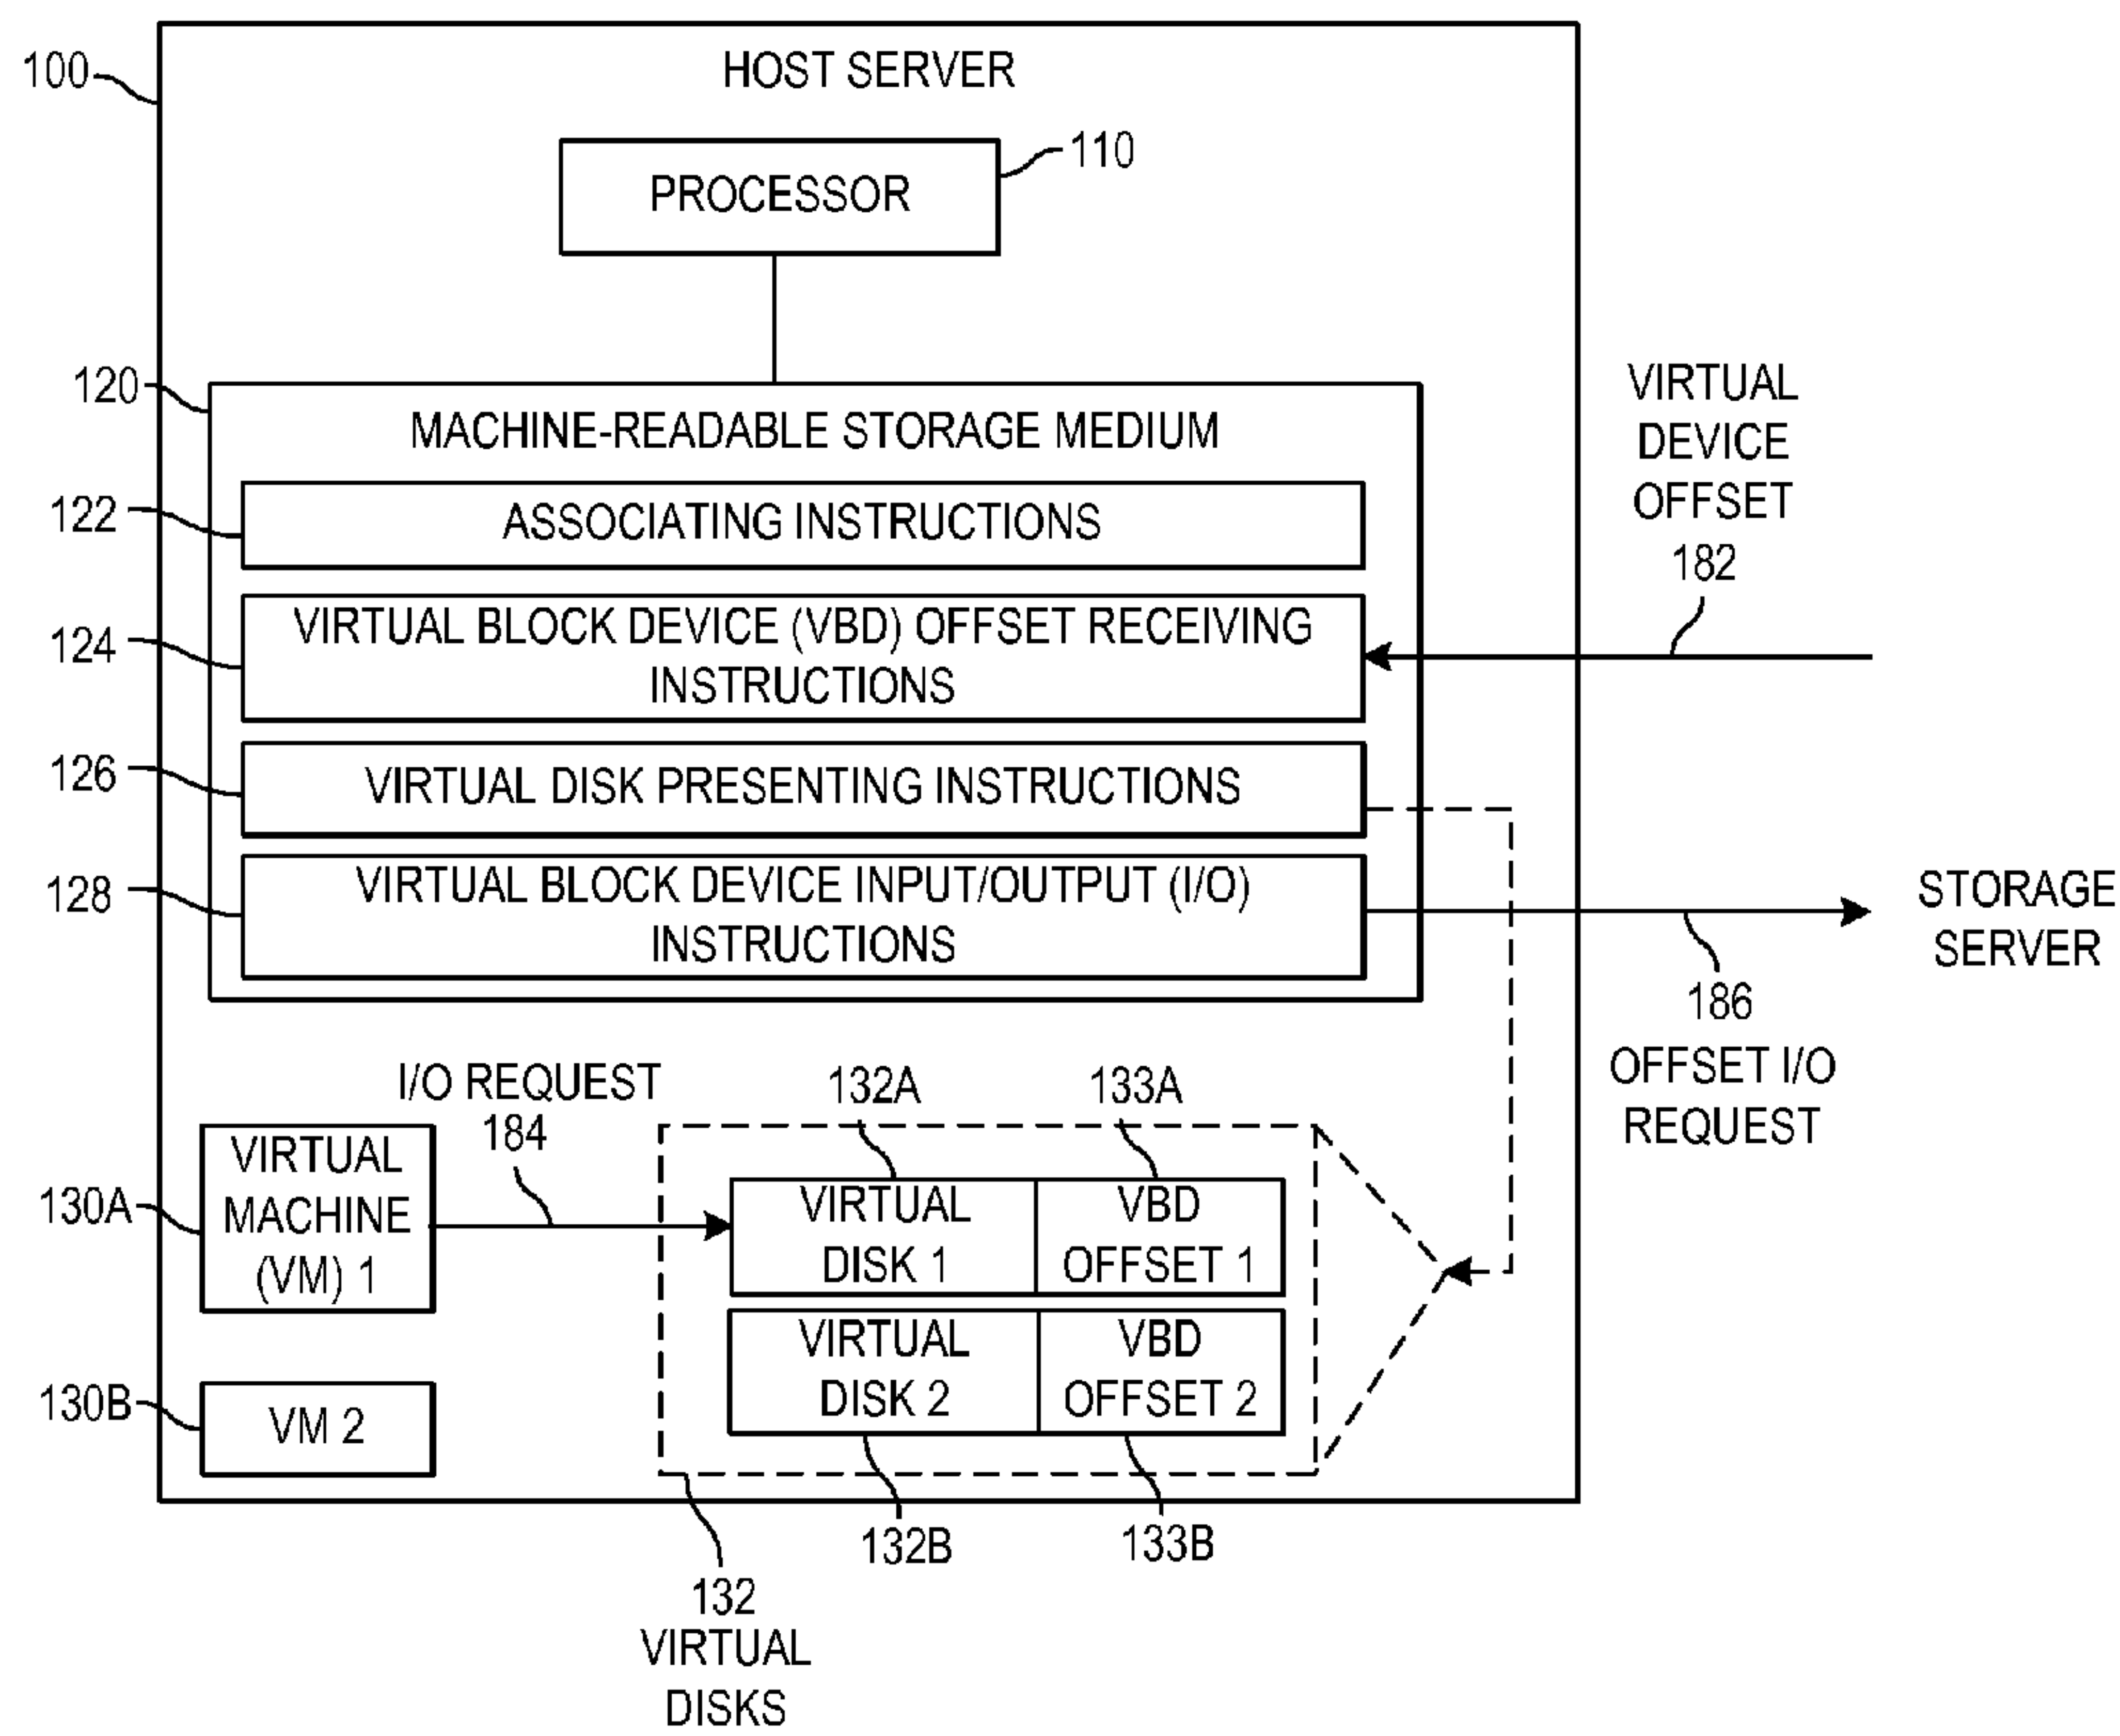 100
HOST SERVER
110
PROCESSOR
120
MACHINE-READABLE STORAGE MEDIUM
122
ASSOCIATING INSTRUCTIONS
124
VIRTUAL BLOCK DEVICE (VBD) OFFSET RECEIVING
INSTRUCTIONS
VIRTUAL
DEVICE
OFFSET
182
126
VIRTUAL DISK PRESENTING INSTRUCTIONS
128
VIRTUAL BLOCK DEVICE INPUT/OUTPUT (I/O)
INSTRUCTIONS
STORAGE
SERVER
186
OFFSET I/O
REQUEST
I/O REQUEST
184
132A
133A
130A
VIRTUAL
MACHINE
(VM) 1
VIRTUAL
DISK 1
VBD
OFFSET 1
130B
VM 2
VIRTUAL
DISK 2
VBD
OFFSET 2
132B
133B
132
VIRTUAL
DISKS